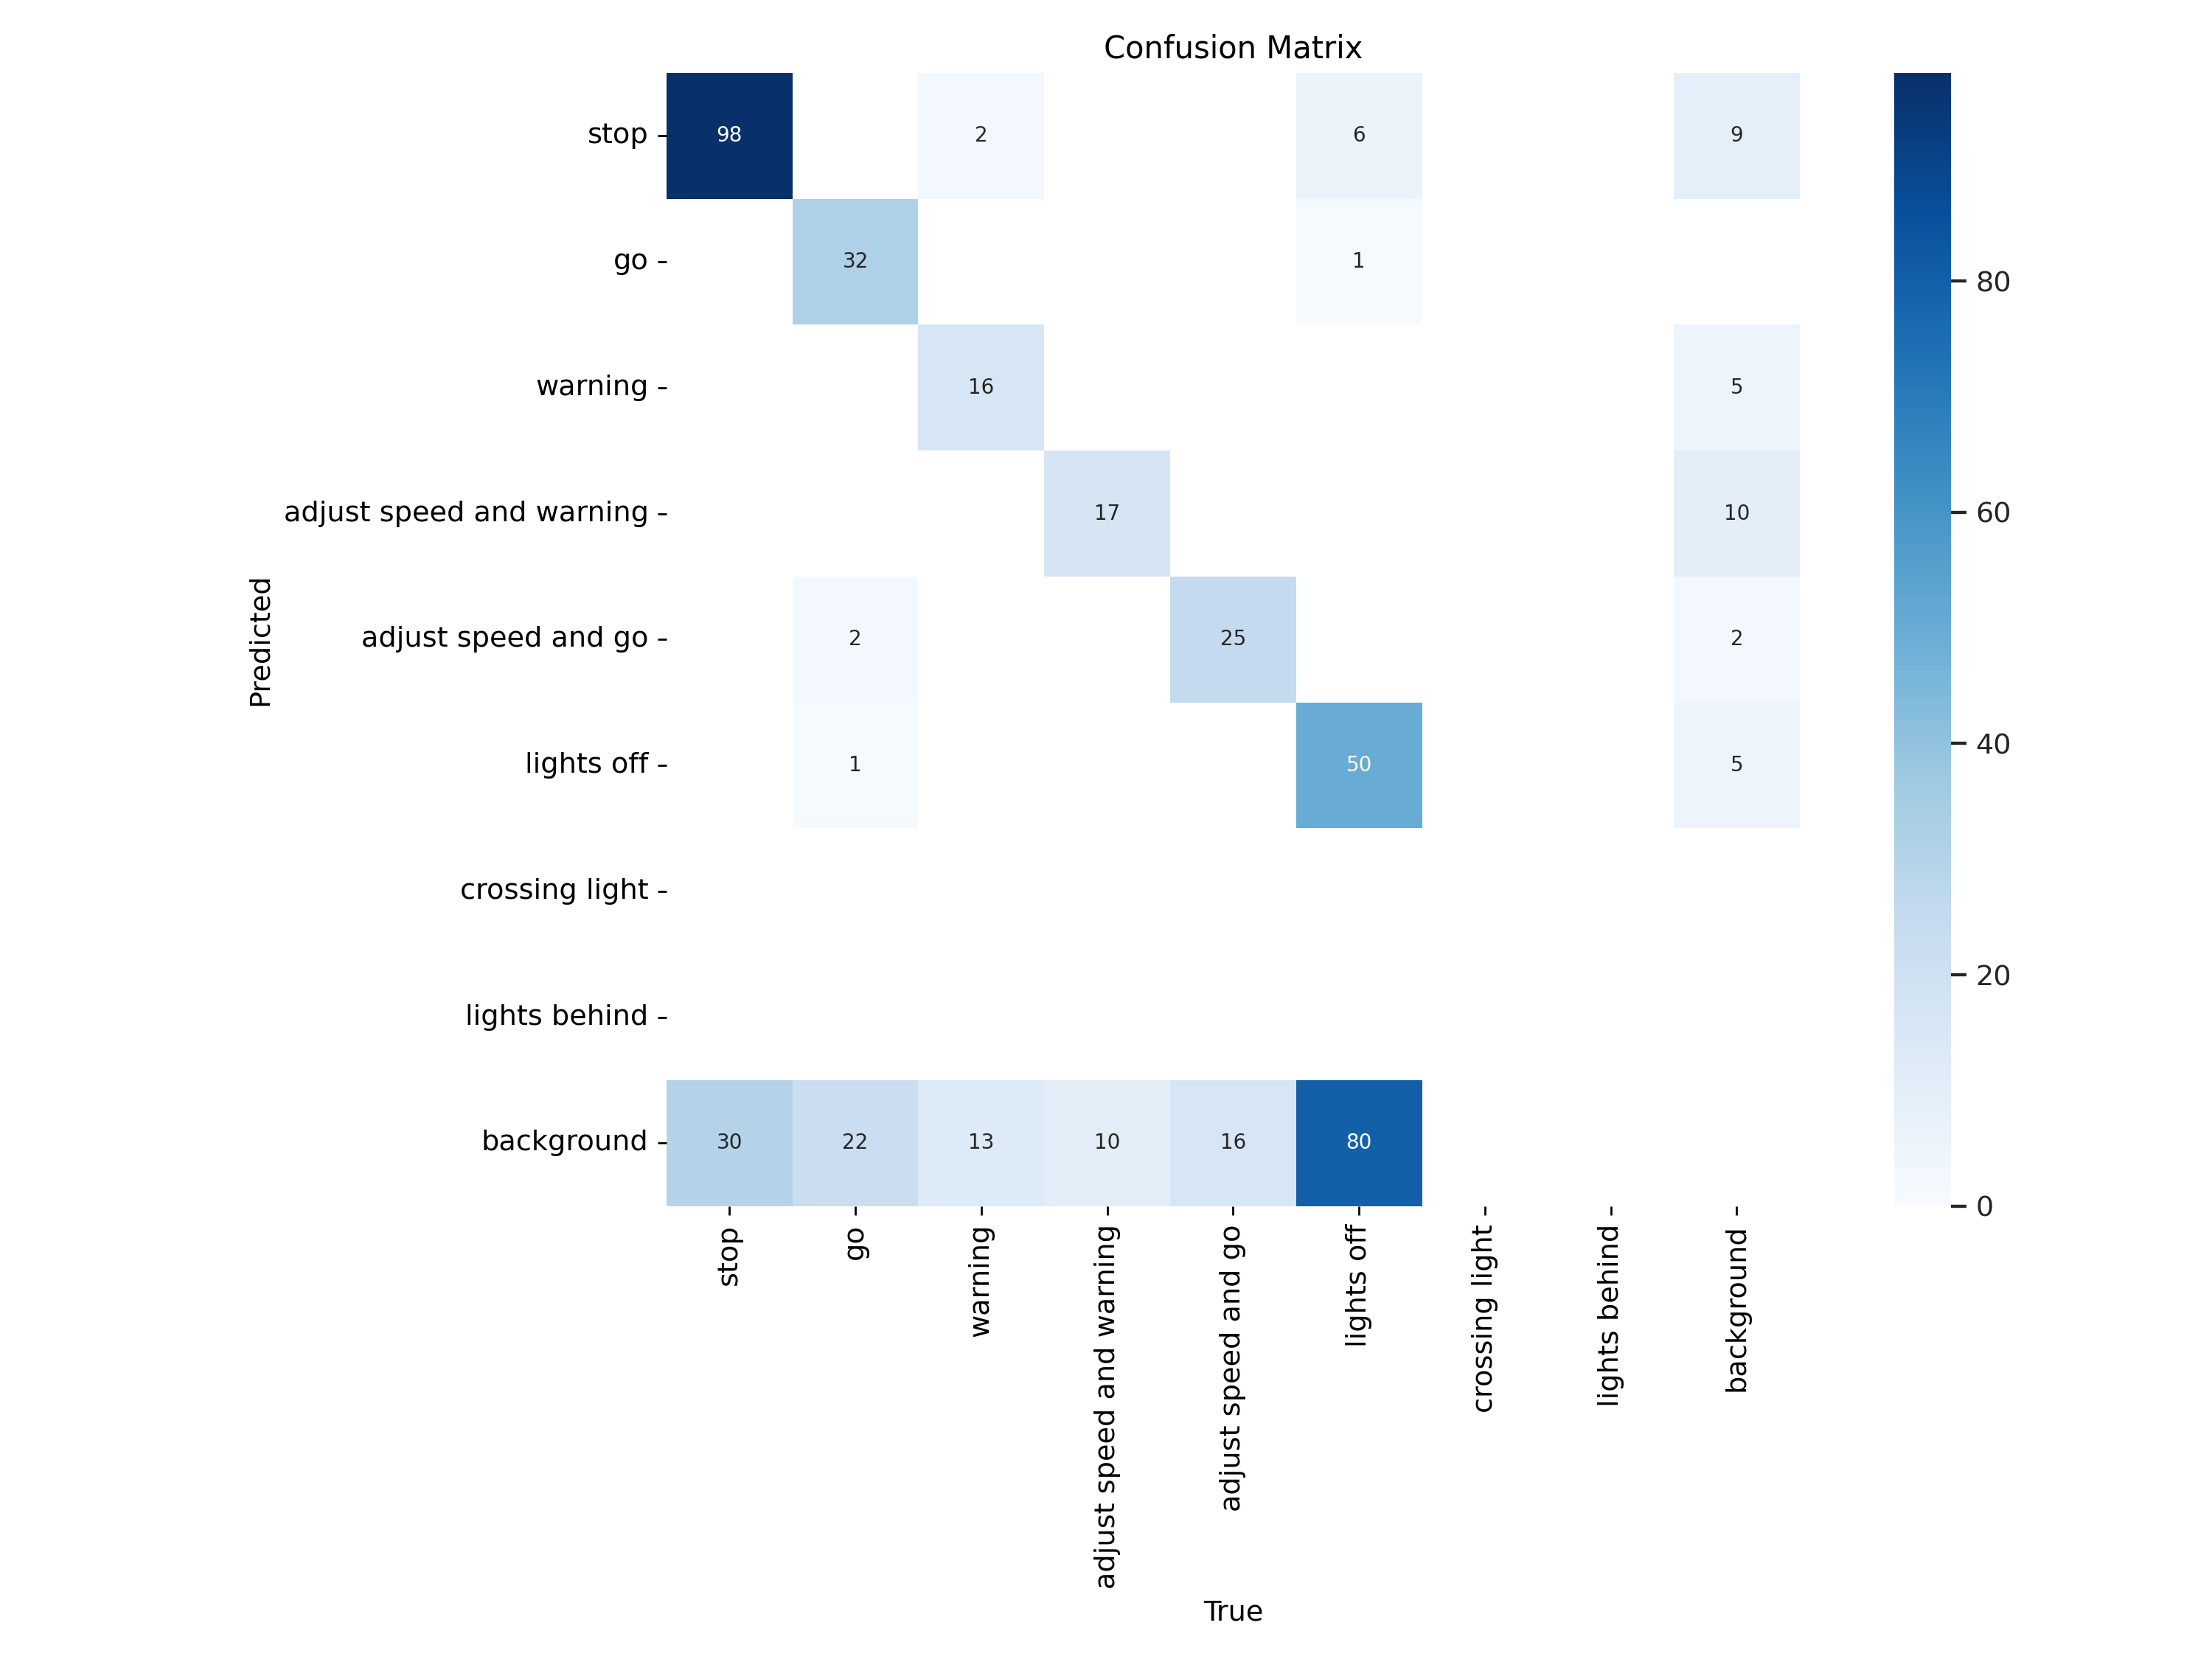 Confusion Matrix
stop 98 2 6 9
go 32 1
warning 16 5
adjust speed and warning 17 10
adjust speed and go 2 25 2
lights off 1 50 5
crossing light
lights behind
background 30 22 13 10 16 80
Predicted
stop
go
warning
adjust speed and warning
adjust speed and go
lights off
crossing light
lights behind
background
True
80
60
40
20
0